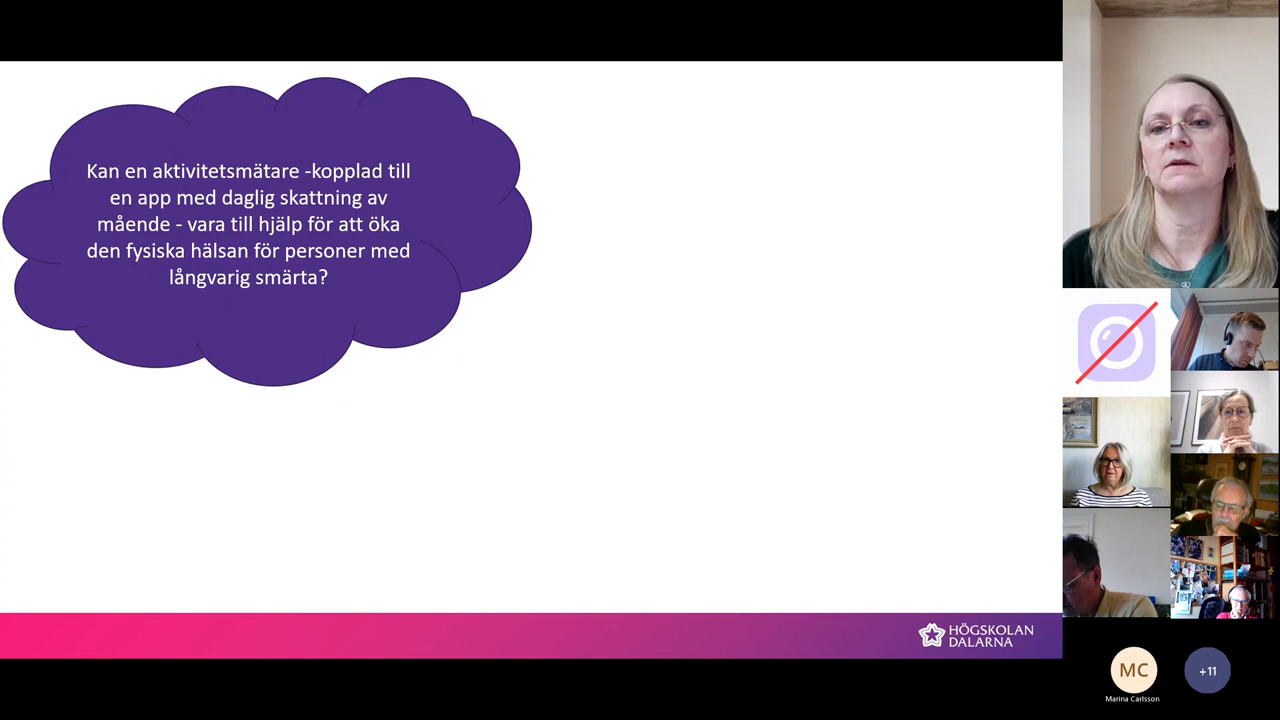 Kan en aktivitetsmätare -kopplad till
en app med daglig skattning av
mående - vara till hjälp för att öka
den fysiska hälsan för personer med
långvarig smärta?
HÖGSKOLAN
DALARNA
MC
+11
Marina Carlsson